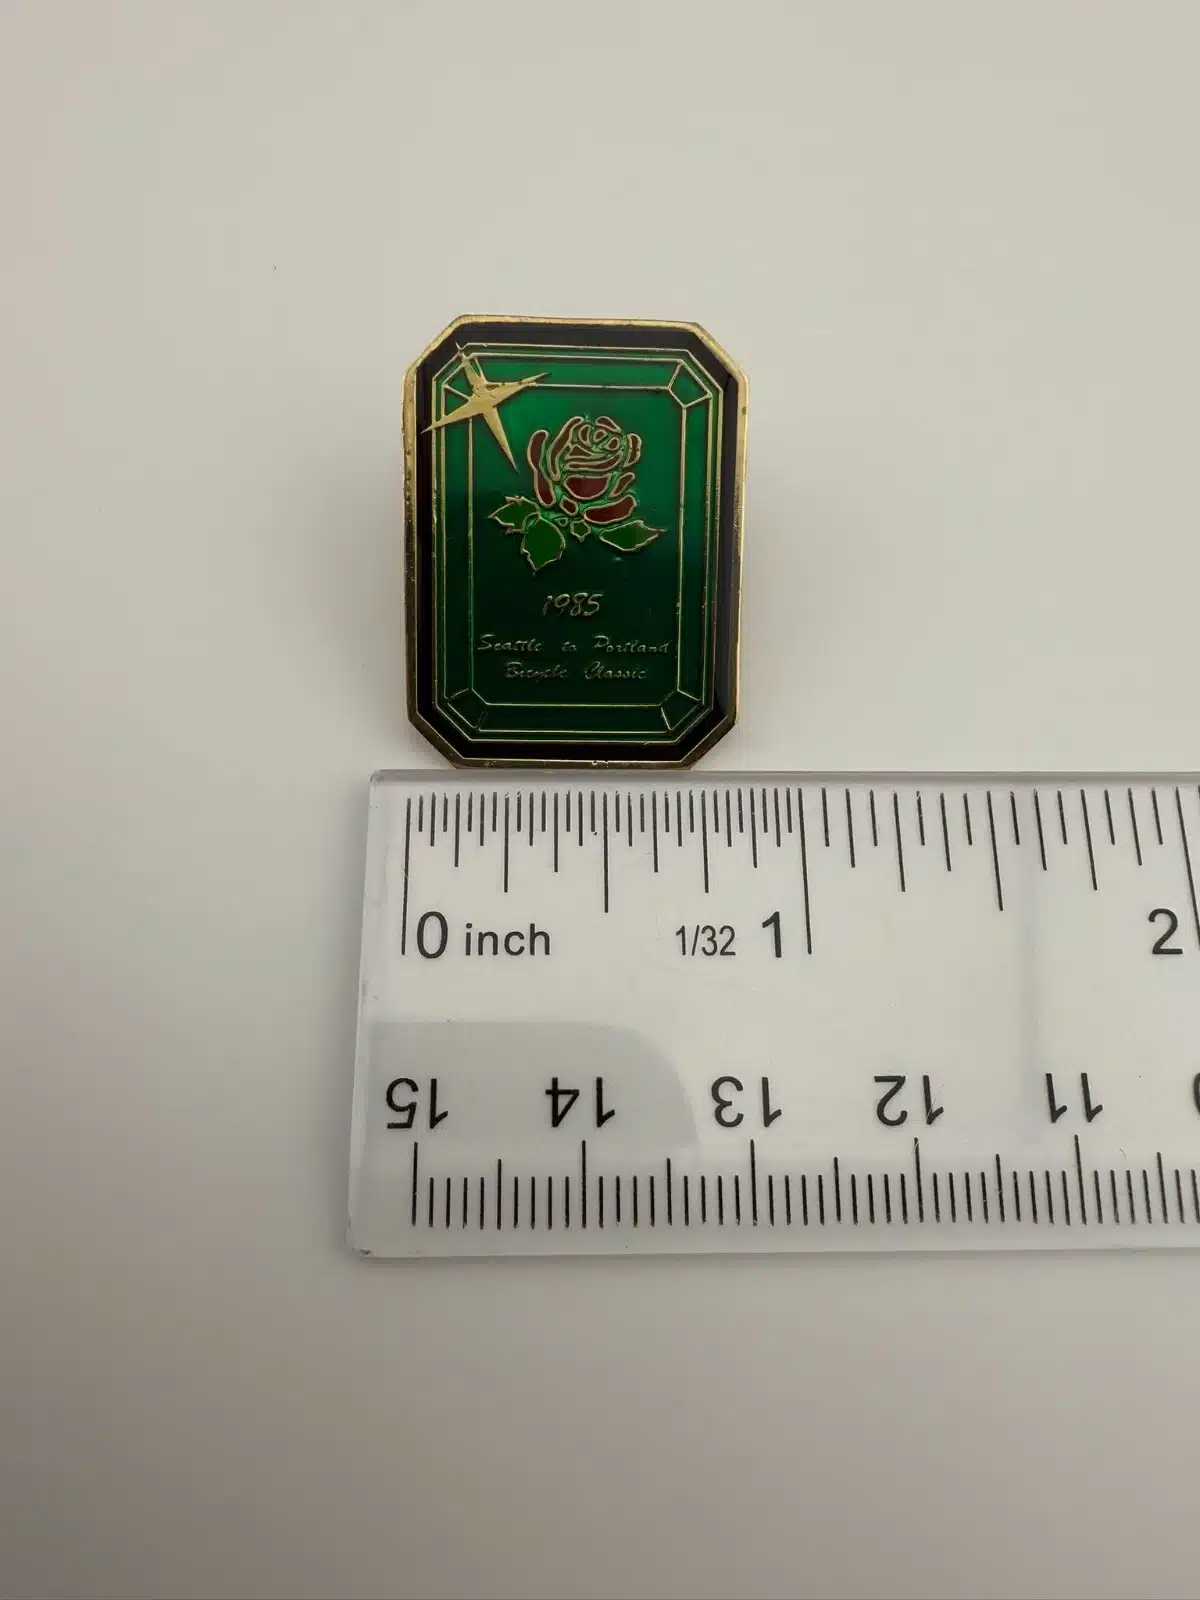 1985
Seattle to Portland
Bicycle Classic
0 inch 1/32 1 2
15 14 13 12 11